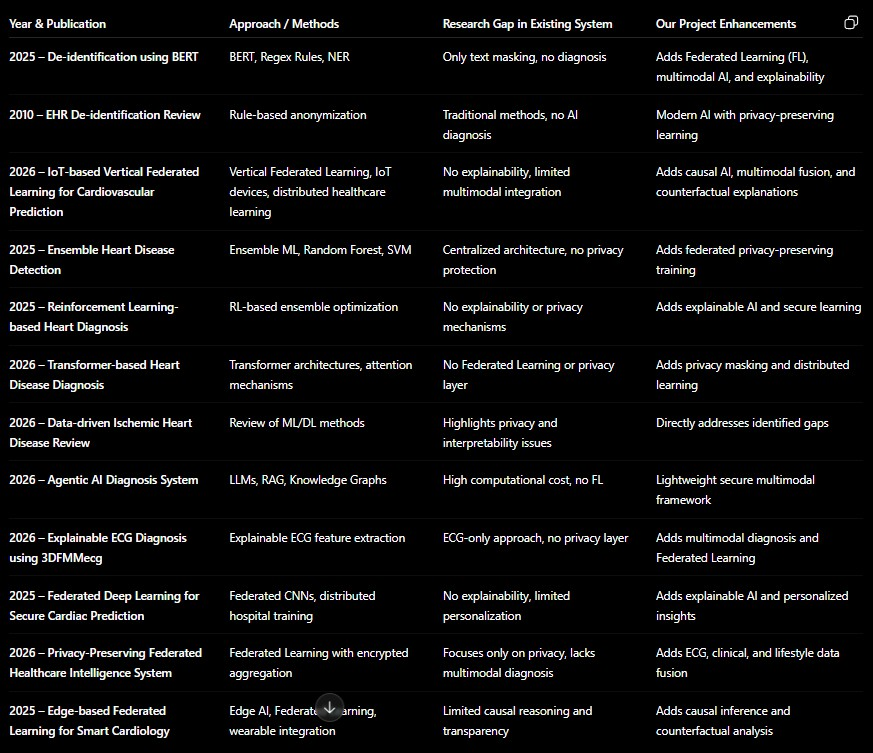 Year & Publication Approach / Methods Research Gap in Existing System Our Project Enhancements
2025 – De-identification using BERT BERT, Regex Rules, NER Only text masking, no diagnosis Adds Federated Learning (FL),
multimodal AI, and explainability
2010 – EHR De-identification Review Rule-based anonymization Traditional methods, no AI Modern AI with privacy-preserving
diagnosis learning
2026 – IoT-based Vertical Federated Vertical Federated Learning, IoT No explainability, limited Adds causal AI, multimodal fusion, and
Learning for Cardiovascular devices, distributed healthcare multimodal integration counterfactual explanations
Prediction learning
2025 – Ensemble Heart Disease Ensemble ML, Random Forest, SVM Centralized architecture, no privacy Adds federated privacy-preserving
Detection protection training
2025 – Reinforcement Learning- RL-based ensemble optimization No explainability or privacy Adds explainable AI and secure learning
based Heart Diagnosis mechanisms
2026 – Transformer-based Heart Transformer architectures, attention No Federated Learning or privacy Adds privacy masking and distributed
Disease Diagnosis mechanisms layer learning
2026 – Data-driven Ischemic Heart Review of ML/DL methods Highlights privacy and Directly addresses identified gaps
Disease Review interpretability issues
2026 – Agentic AI Diagnosis System LLMs, RAG, Knowledge Graphs High computational cost, no FL Lightweight secure multimodal
framework
2026 – Explainable ECG Diagnosis Explainable ECG feature extraction ECG-only approach, no privacy layer Adds multimodal diagnosis and
using 3DFMMecg Federated Learning
2025 – Federated Deep Learning for Federated CNNs, distributed No explainability, limited Adds explainable AI and personalized
Secure Cardiac Prediction hospital training personalization insights
2026 – Privacy-Preserving Federated Federated Learning with encrypted Focuses only on privacy, lacks Adds ECG, clinical, and lifestyle data
Healthcare Intelligence System aggregation multimodal diagnosis fusion
2025 – Edge-based Federated Edge AI, Limited causal reasoning and Adds causal inference and
Learning for Smart Cardiology wearable integration transparency counterfactual analysis